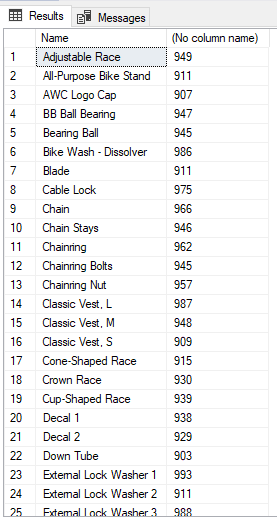 Results Messages
Name (No column name)
1 Adjustable Race 949
2 All-Purpose Bike Stand 911
3 AWC Logo Cap 907
4 BB Ball Bearing 947
5 Bearing Ball 945
6 Bike Wash - Dissolver 986
7 Blade 911
8 Cable Lock 975
9 Chain 966
10 Chain Stays 946
11 Chainring 962
12 Chainring Bolts 945
13 Chainring Nut 957
14 Classic Vest, L 987
15 Classic Vest, M 948
16 Classic Vest, S 909
17 Cone-Shaped Race 915
18 Crown Race 930
19 Cup-Shaped Race 939
20 Decal 1 938
21 Decal 2 929
22 Down Tube 903
23 External Lock Washer 1 993
24 External Lock Washer 2 911
25 External Lock Washer 3 988